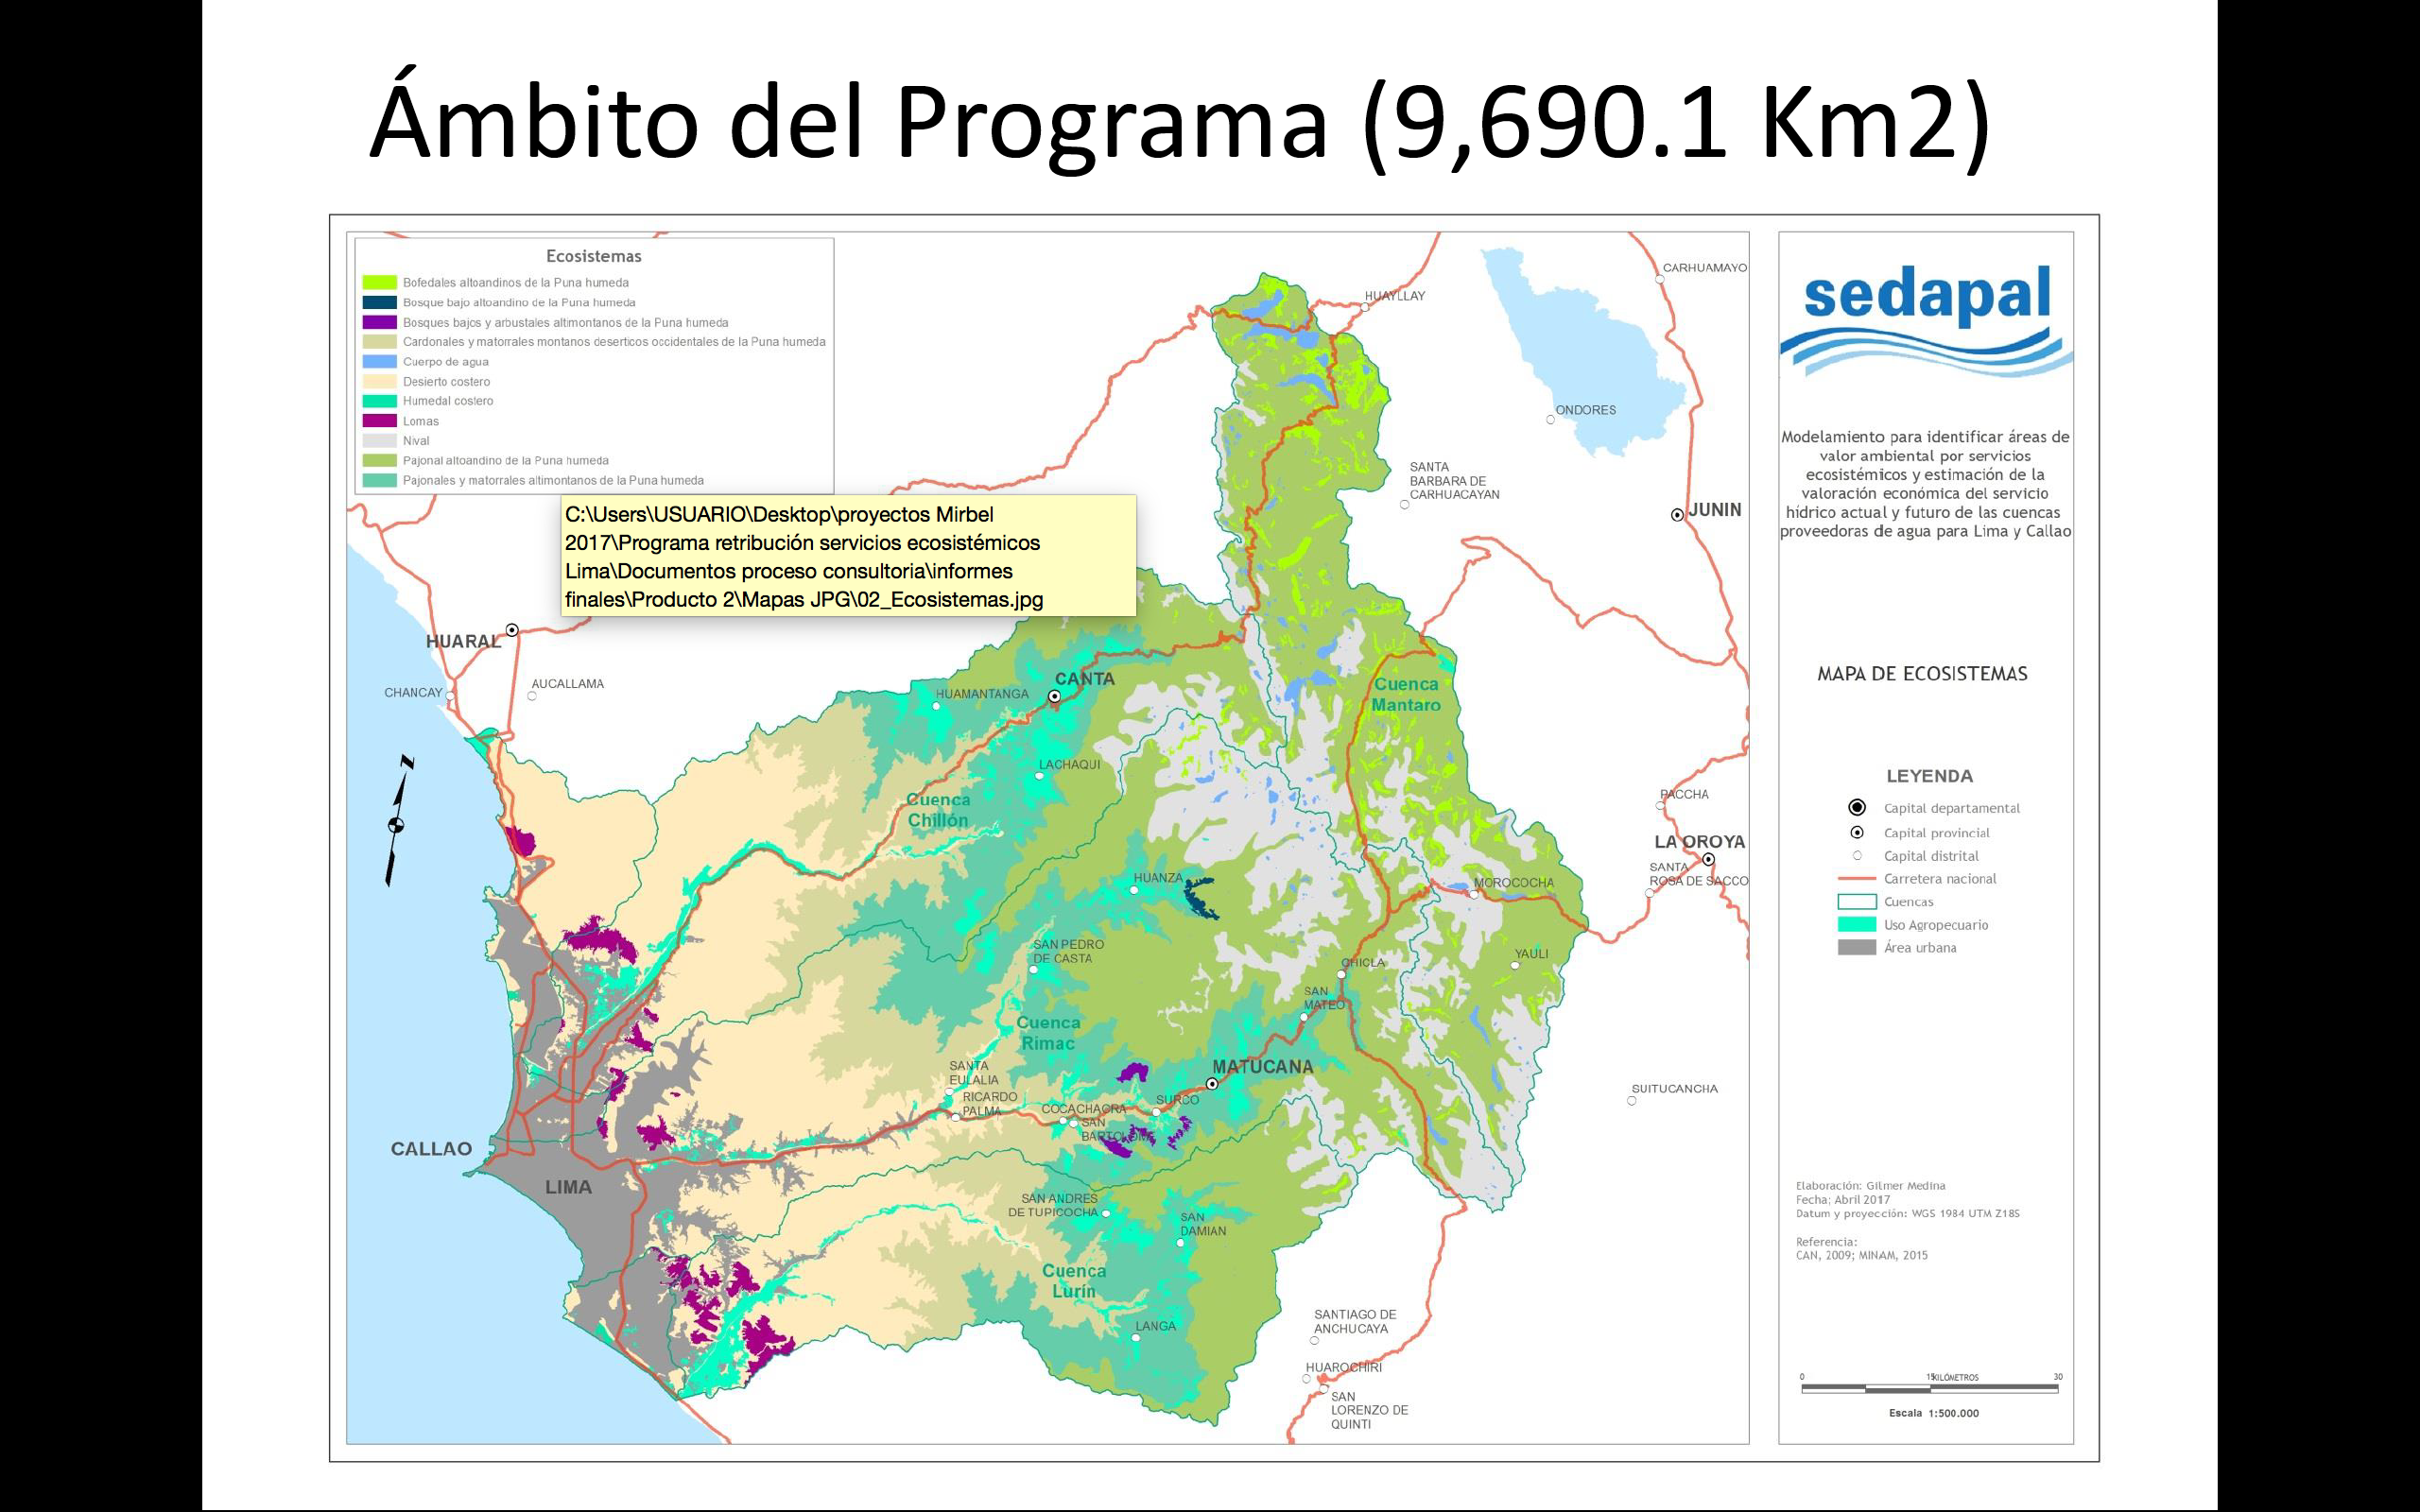 Ámbito del Programa (9,690.1 Km2)
Ecosistemas
Bofedales altoandinos de la Puna humeda
Bosque bajo altoandino de la Puna humeda
Bosques bajos y arbustales altimontanos de la Puna humeda
Cardonales y matorrales montanos deserticos occidentales de la Puna humeda
Cuerpo de agua
Desierto costero
Humedal costero
Lomas
Nival
Pajonal altoandino de la Puna humeda
Pajonales y matorrales altimontanos de la Puna humeda
C:\Users\USUARIO\Desktop\proyectos Mirbel
2017\Programa retribución servicios ecosistémicos
Lima\Documentos proceso consultoria\informes
finales\Producto 2\Mapas JPG\02_Ecosistemas.jpg
CARHUAMAYO
HUAYLLAY
ONDORES
SANTA
BARBARA DE
CARHUACAYAN
JUNIN
HUARAL
CHANCAY
AUCALLAMA
HUAMANTANGA
CANTA
Cuenca
Mantaro
LACHAQUI
Cuenca
Chillón
PACCHA
LA OROYA
SANTA
ROSA DE SACCO
HUANZA
MOROCOCHA
SAN PEDRO
DE CASTA
YAULI
CHICLA
SAN
MATEO
Cuenca
Rimac
SANTA
EULALIA
RICARDO
PALMA
MATUCANA
COCACHACRA
SURCO
SAN
BARTOLOME
SUITUCANCHA
CALLAO
LIMA
SAN ANDRES
DE TUPICOCHA
SAN
DAMIAN
Cuenca
Lurín
LANGA
SANTIAGO DE
ANCHUCAYA
HUAROCHIRI
SAN
LORENZO DE
QUINTI
sedapal
Modelamiento para identificar áreas de
valor ambiental por servicios
ecosistémicos y estimación de la
valoración económica del servicio
hídrico actual y futuro de las cuencas
proveedoras de agua para Lima y Callao
MAPA DE ECOSISTEMAS
LEYENDA
Capital departamental
Capital provincial
Capital distrital
Carretera nacional
Cuencas
Uso Agropecuario
Área urbana
Elaboración: Gilmer Medina
Fecha: Abril 2017
Datum y proyección: WGS 1984 UTM Z18S
Referencia:
CAN, 2009; MINAM, 2015
0 15 KILÓMETROS 30
Escala 1:500.000